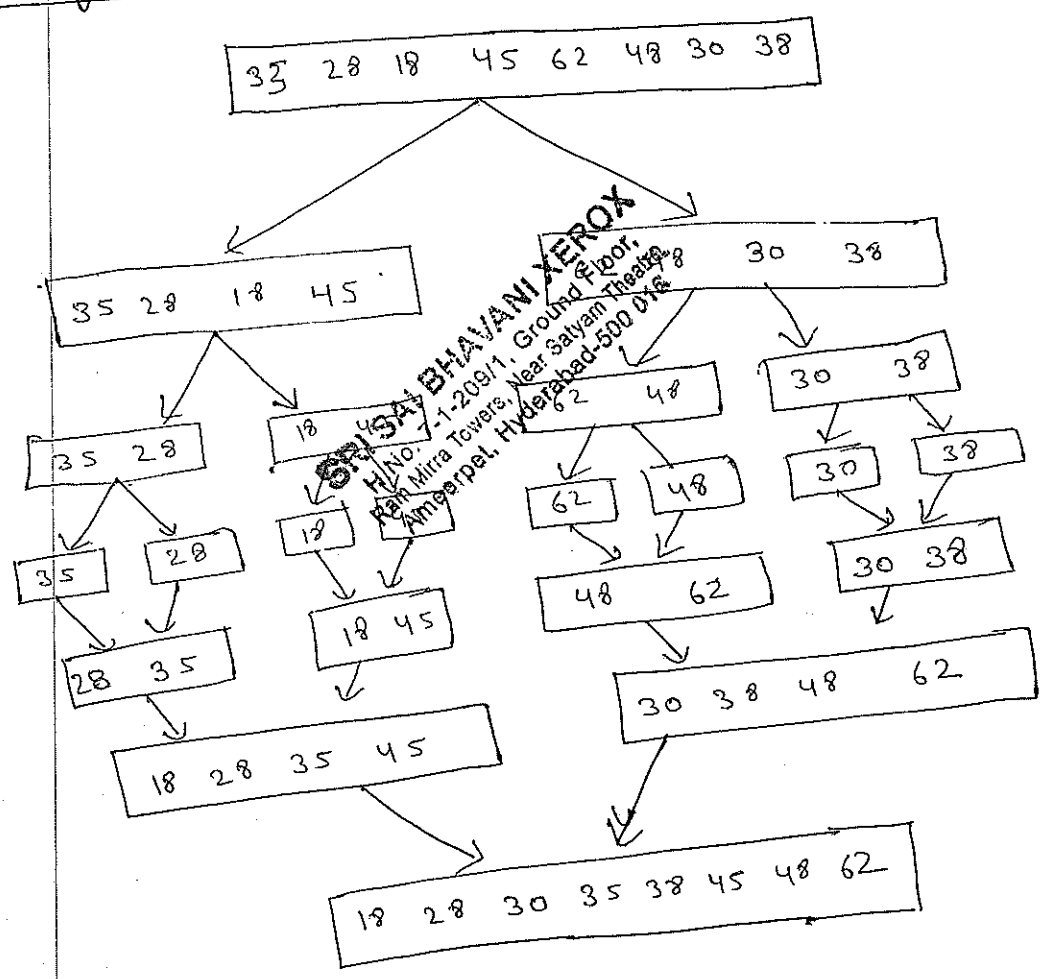 35 28 18 45 62 48 30 38
35 28 18 45
30 38
35 28
18
62 48
30 38
35
28
18
62
48
30
38
28 35
18 45
48 62
30 38
18 28 35 45
30 38 48 62
18 28 30 35 38 45 48 62
SRI SAI BHAVANI XEROX
H.No. 7-1-209/1, Ground Floor,
Ram Mirra Towers, Near Satyam Theatre,
Ameerpet, Hyderabad-500 016